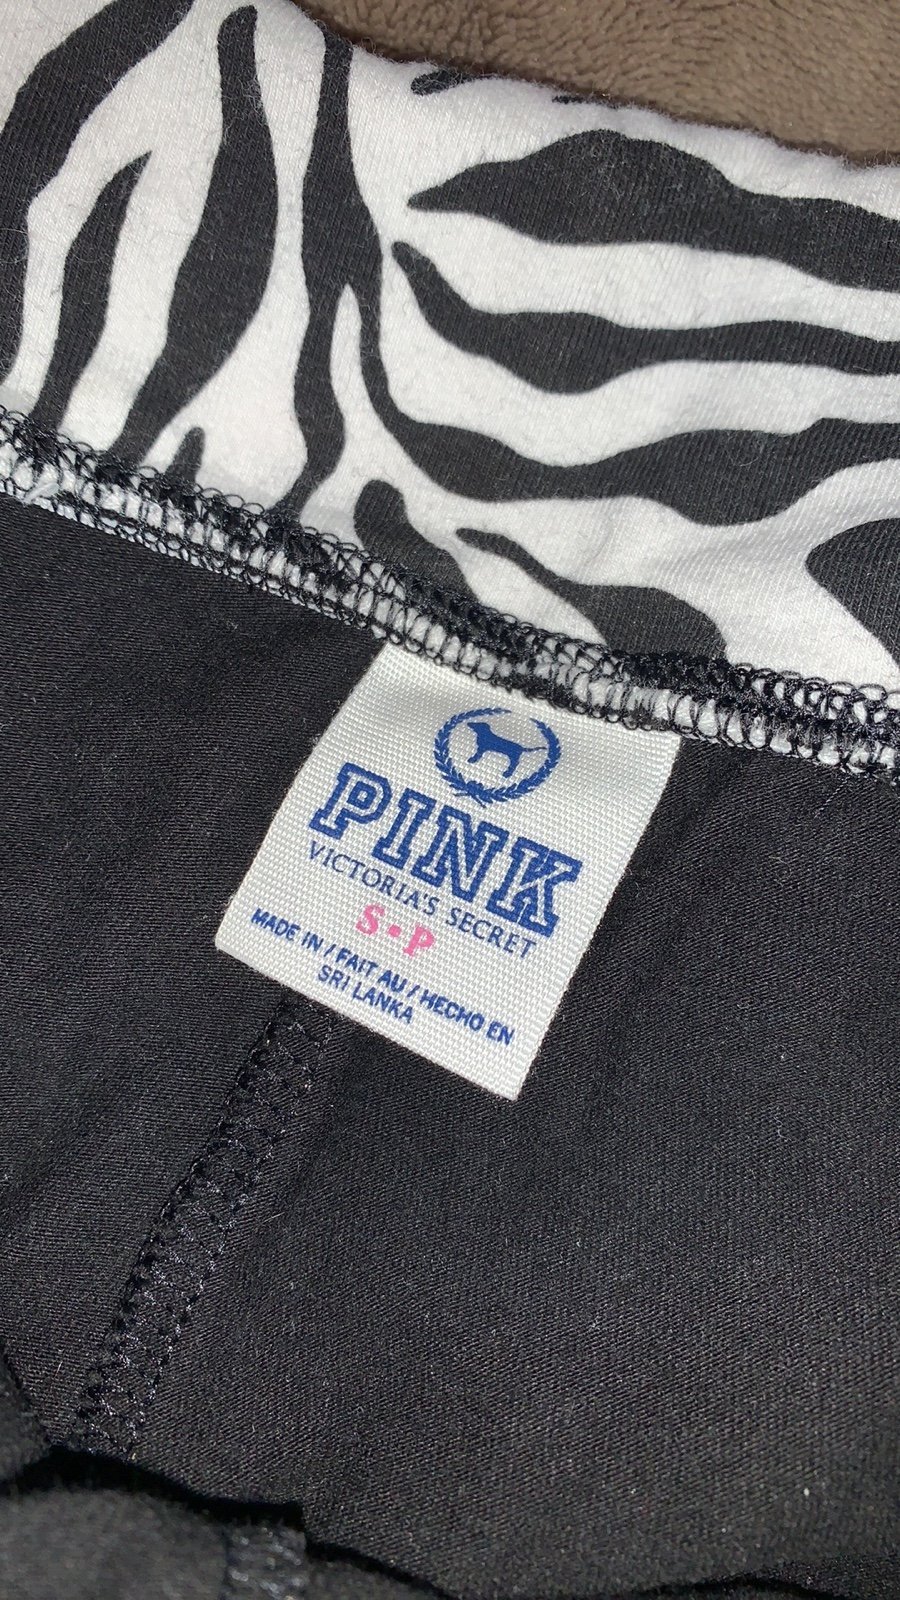 PINK
VICTORIA'S SECRET
S•P
MADE IN / FAIT AU / HECHO EN
SRI LANKA